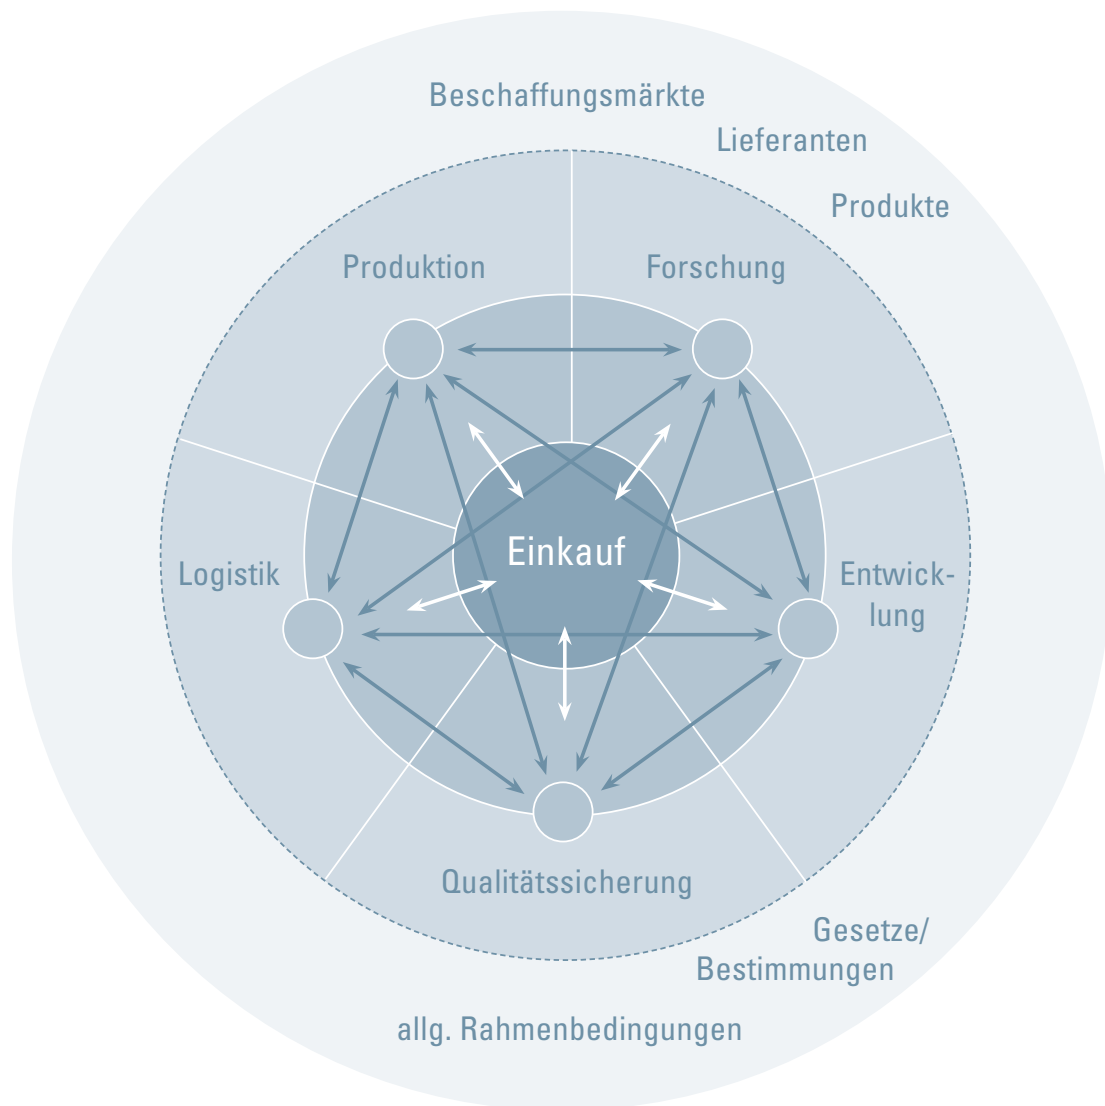 Beschaffungsmärkte
Lieferanten
Produkte
Produktion
Forschung
Einkauf
Logistik
Entwick-
lung
Qualitätssicherung
Gesetze/
Bestimmungen
allg. Rahmenbedingungen